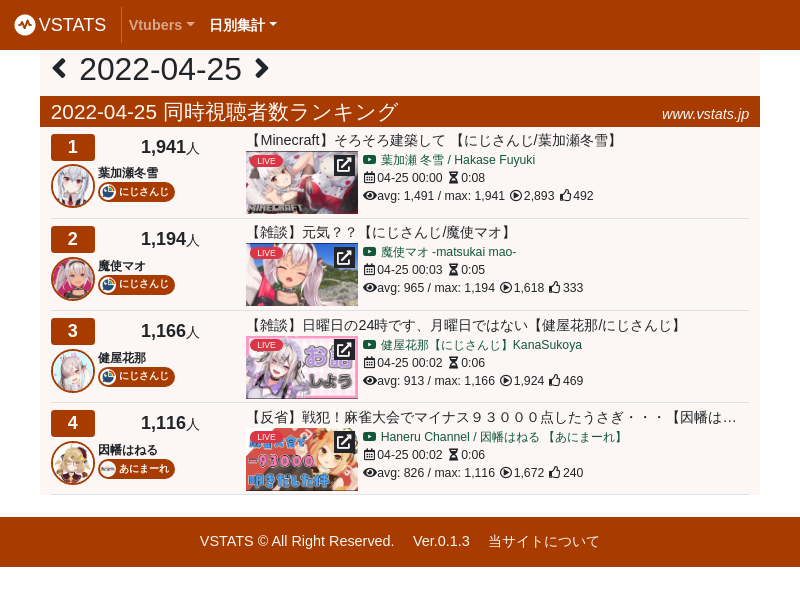 VSTATS Vtubers 日別集計
2022-04-25
2022-04-25 同時視聴者数ランキング www.vstats.jp
1 1,941人
葉加瀬冬雪
にじさんじ
【Minecraft】そろそろ建築して 【にじさんじ/葉加瀬冬雪】
LIVE
MINECRAFT
葉加瀬 冬雪 / Hakase Fuyuki
04-25 00:00 0:08
avg: 1,491 / max: 1,941 2,893 492
2 1,194人
魔使マオ
にじさんじ
【雑談】元気？？【にじさんじ/魔使マオ】
LIVE
魔使マオ -matsukai mao-
04-25 00:03 0:05
avg: 965 / max: 1,194 1,618 333
3 1,166人
健屋花那
にじさんじ
【雑談】日曜日の24時です、月曜日ではない【健屋花那/にじさんじ】
LIVE
お話
しよう
健屋花那【にじさんじ】KanaSukoya
04-25 00:02 0:06
avg: 913 / max: 1,166 1,924 469
4 1,116人
因幡はねる
あにまーれ
【反省】戦犯！麻雀大会でマイナス９３０００点したうさぎ・・・【因幡は…
LIVE
-93000
叩きだした件
Haneru Channel / 因幡はねる 【あにまーれ】
04-25 00:02 0:06
avg: 826 / max: 1,116 1,672 240
VSTATS © All Right Reserved. Ver.0.1.3 当サイトについて